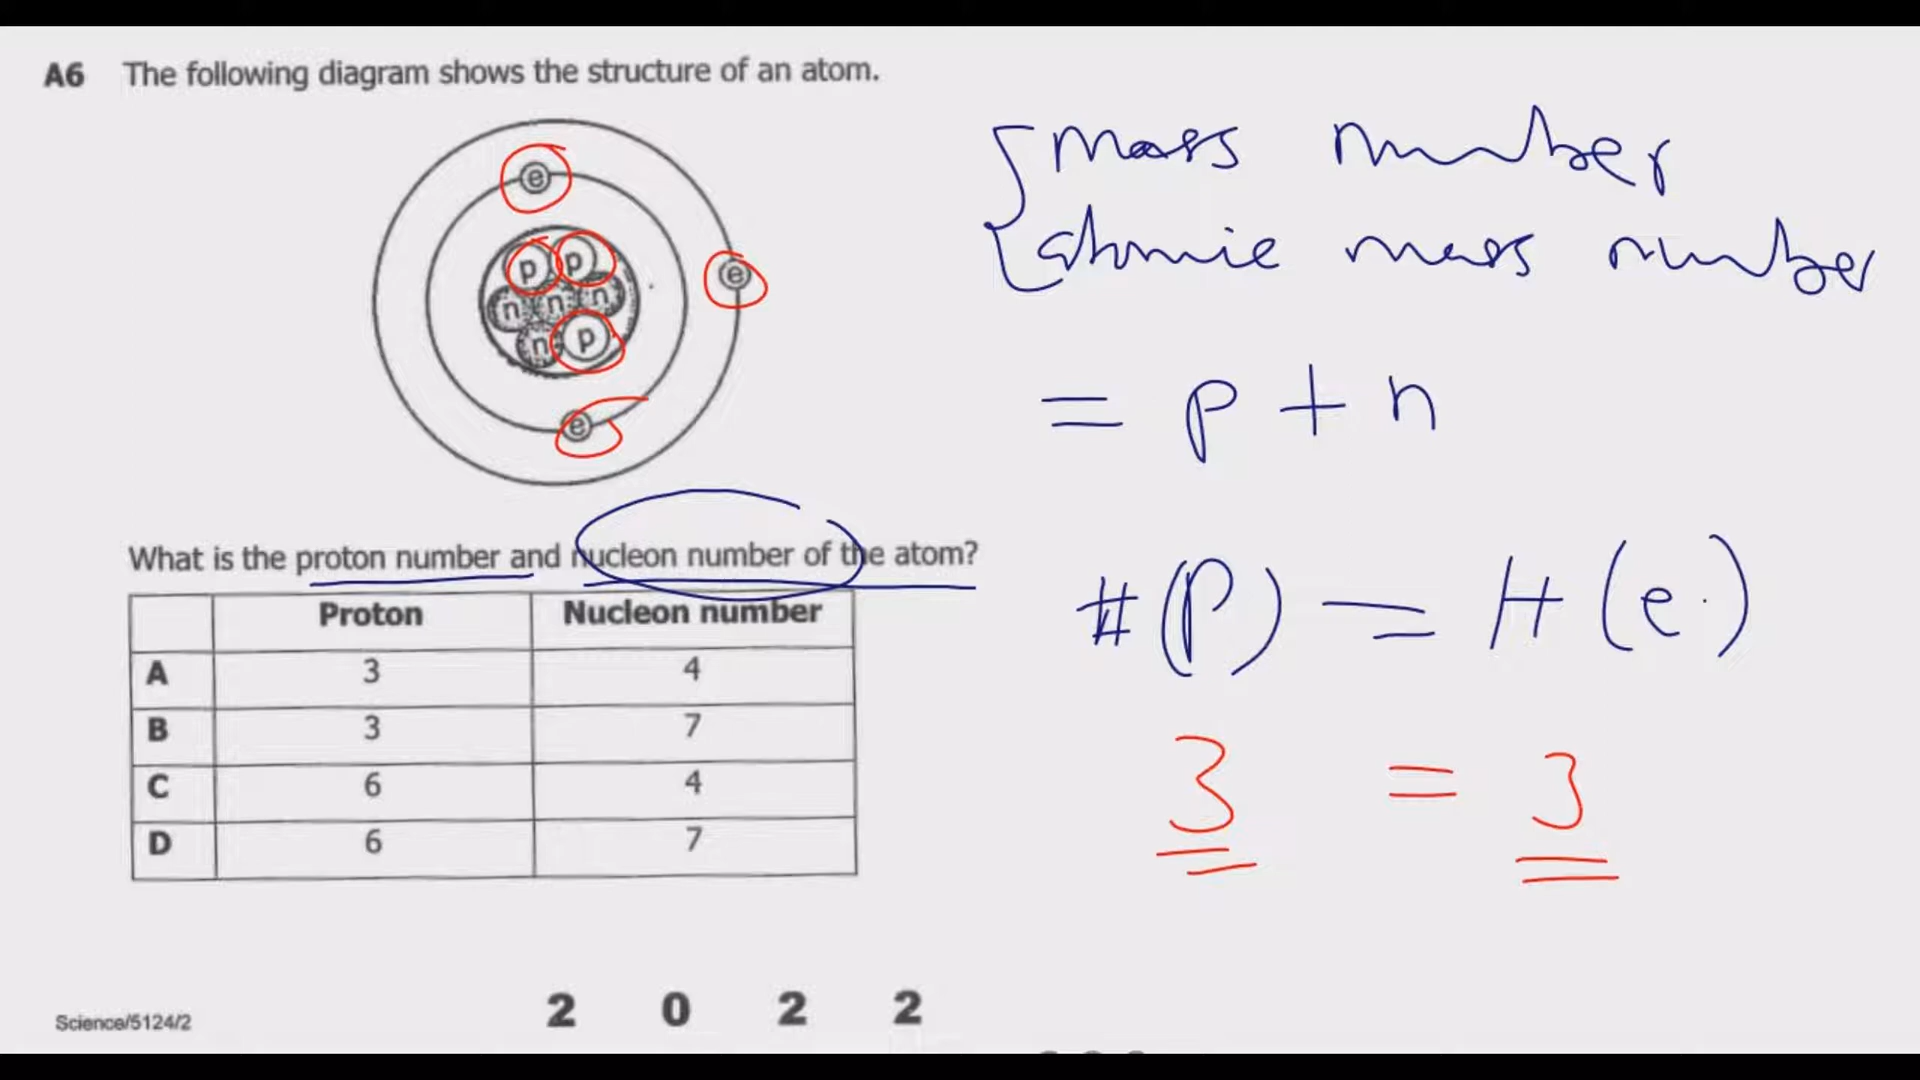 A6 The following diagram shows the structure of an atom.
e
p p
e
n n n
n p
e
What is the proton number and nucleon number of the atom?
Proton Nucleon number
A 3 4
B 3 7
C 6 4
D 6 7
Science/5124/2
2 0 2 2
mass number
atomic mass number
= p + n
#(P) = #(e)
3 = 3